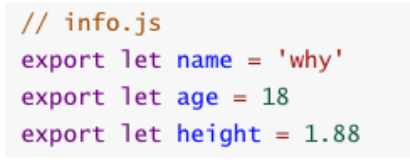 // info.js
export let name = 'why'
export let age = 18
export let height = 1.88